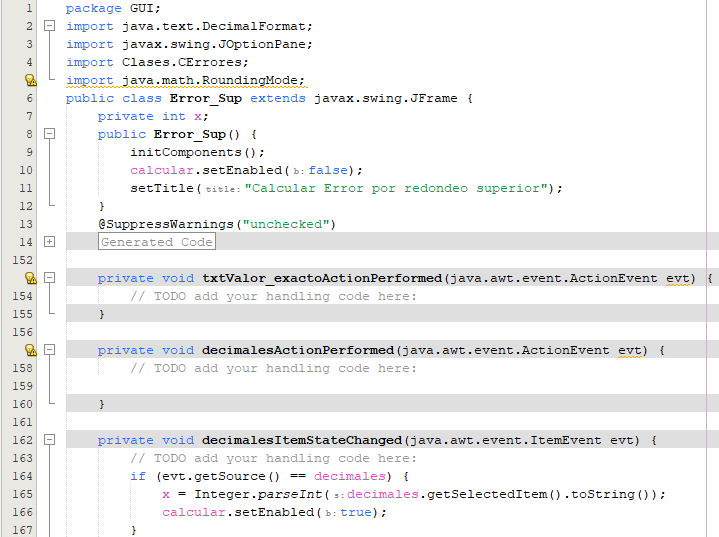 1 package GUI;
2 import java.text.DecimalFormat;
3 import javax.swing.JOptionPane;
4 import Clases.CErrores;
import java.math.RoundingMode;
6 public class Error_Sup extends javax.swing.JFrame {
7 private int x;
8 public Error_Sup() {
9 initComponents();
10 calcular.setEnabled(b: false);
11 setTitle(title: "Calcular Error por redondeo superior");
12 }
13 @SuppressWarnings("unchecked")
14 Generated Code
152
private void txtValor_exactoActionPerformed(java.awt.event.ActionEvent evt) {
154 // TODO add your handling code here:
155 }
156
private void decimalesActionPerformed(java.awt.event.ActionEvent evt) {
158 // TODO add your handling code here:
159
160 }
161
162 private void decimalesItemStateChanged(java.awt.event.ItemEvent evt) {
163 // TODO add your handling code here:
164 if (evt.getSource() == decimales) {
165 x = Integer.parseInt(s: decimales.getSelectedItem().toString());
166 calcular.setEnabled(b: true);
167 }